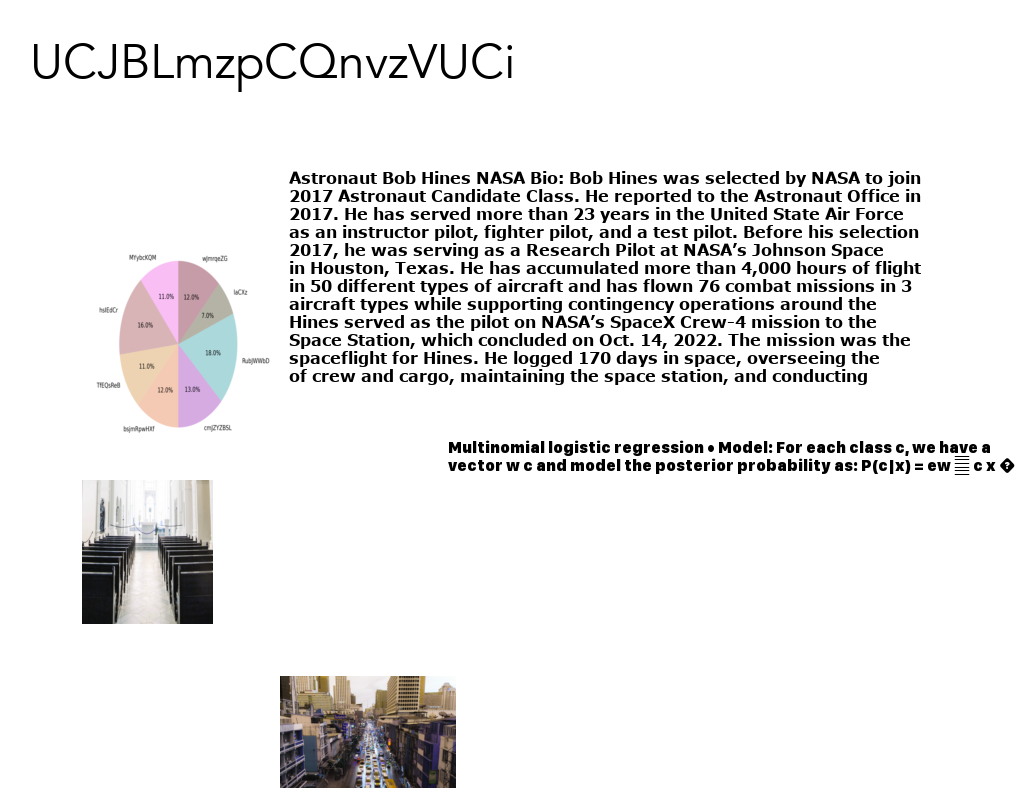 UCJBLmzpCQnvzVUCi
Astronaut Bob Hines NASA Bio: Bob Hines was selected by NASA to join
2017 Astronaut Candidate Class. He reported to the Astronaut Office in
2017. He has served more than 23 years in the United State Air Force
as an instructor pilot, fighter pilot, and a test pilot. Before his selection
2017, he was serving as a Research Pilot at NASA’s Johnson Space
in Houston, Texas. He has accumulated more than 4,000 hours of flight
in 50 different types of aircraft and has flown 76 combat missions in 3
aircraft types while supporting contingency operations around the
Hines served as the pilot on NASA’s SpaceX Crew-4 mission to the
Space Station, which concluded on Oct. 14, 2022. The mission was the
spaceflight for Hines. He logged 170 days in space, overseeing the
of crew and cargo, maintaining the space station, and conducting
MYybcKQM
wJmrqeZG
laCXz
hslEdCr
RubJWWbD
TfEQsReB
bsjmRpwHXf
cmJZYZBSL
11.0%
12.0%
7.0%
16.0%
18.0%
11.0%
12.0%
13.0%
Multinomial logistic regression • Model: For each class c, we have a
vector w c and model the posterior probability as: P(c|x) = ew 𝑇 c x �